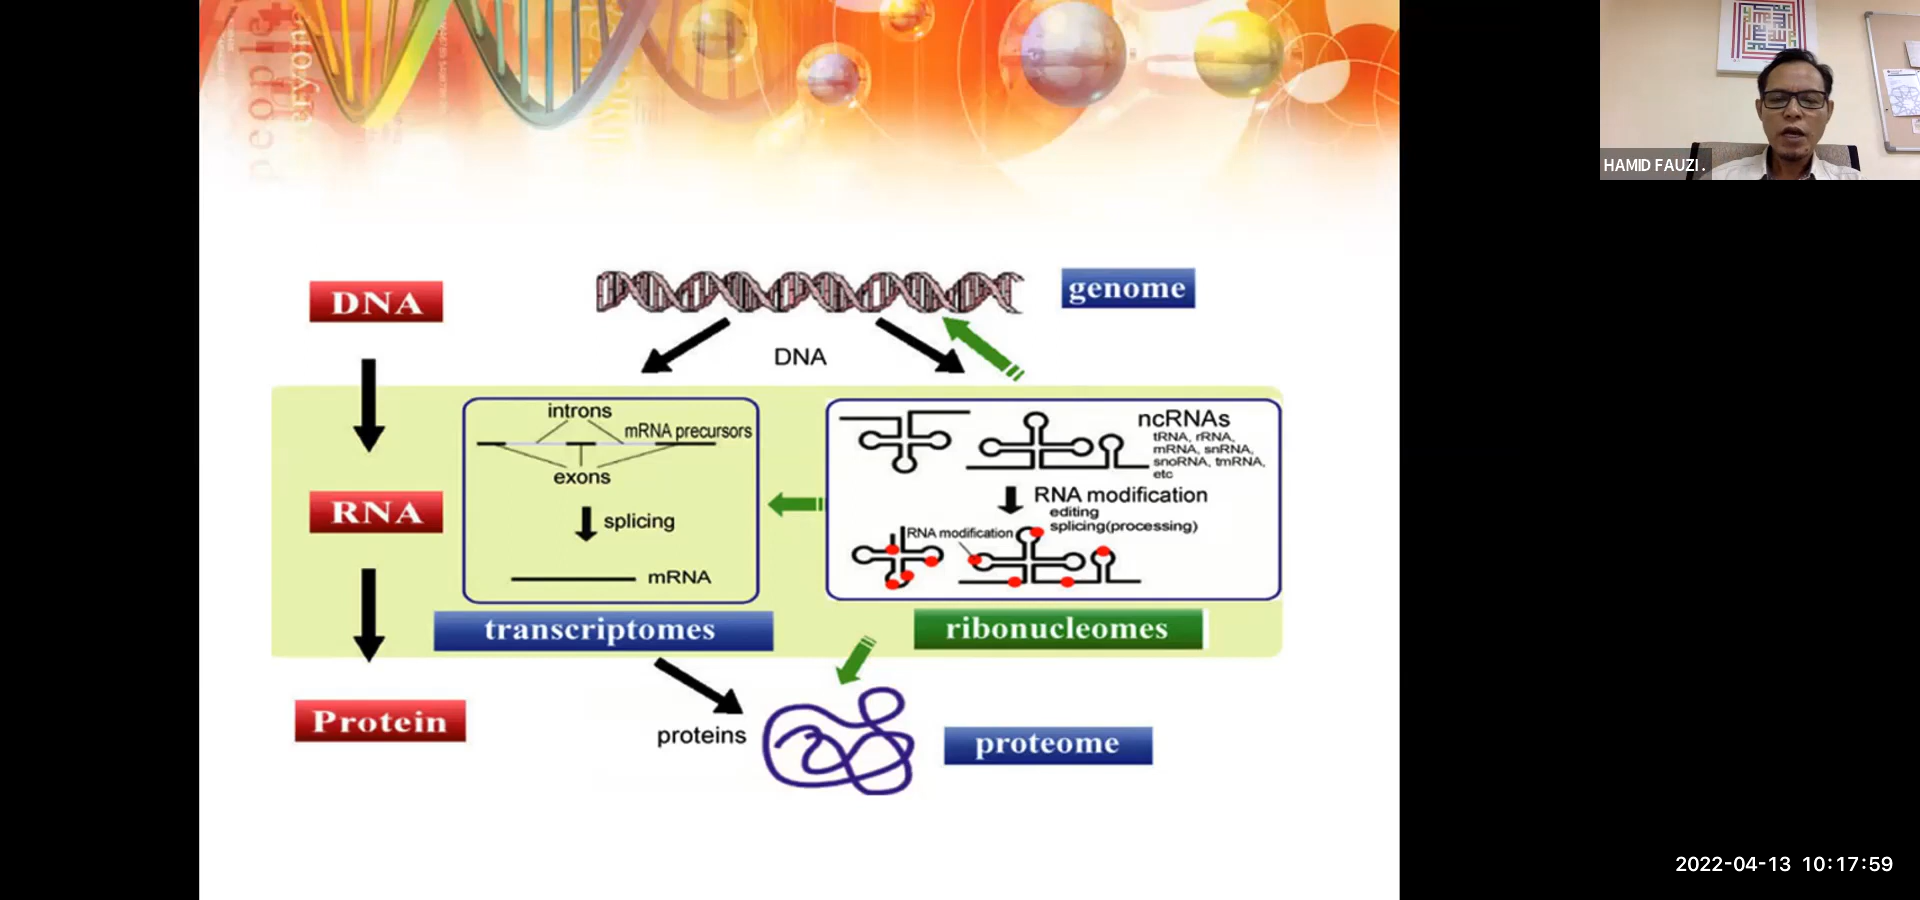 people
eryone
HAMID FAUZI.
DNA
genome
DNA
introns
mRNA precursors
exons
splicing
mRNA
ncRNAs
tRNA, rRNA,
mRNA, snRNA,
snoRNA, tmRNA,
etc
RNA modification
editing
splicing(processing)
RNA modification
RNA
transcriptomes
ribonucleomes
Protein
proteins
proteome
2022-04-13 10:17:59